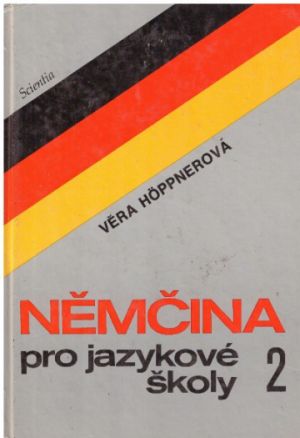 Scientia
VĚRA HÖPPNEROVÁ
NĚMČINA
pro jazykové
školy 2